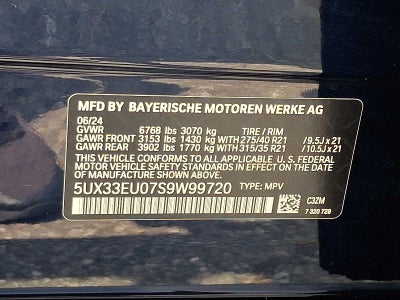 MFD BY BAYERISCHE MOTOREN WERKE AG
06/24
GVWR 6768 lbs 3070 kg TIRE / RIM
GAWR FRONT 3153 lbs 1430 kg WITH 275/40 R21 /9.5J x 21
GAWR REAR 3902 lbs 1770 kg WITH 315/35 R21 /10.5J x 21
THIS VEHICLE CONFORMS TO ALL APPLICABLE U. S. FEDERAL
MOTOR VEHICLE SAFETY STANDARDS IN EFFECT ON THE
DATE OF MANUFACTURE SHOWN ABOVE.
5UX33EU07S9W99720 TYPE: MPV
C3ZM
7 320 729